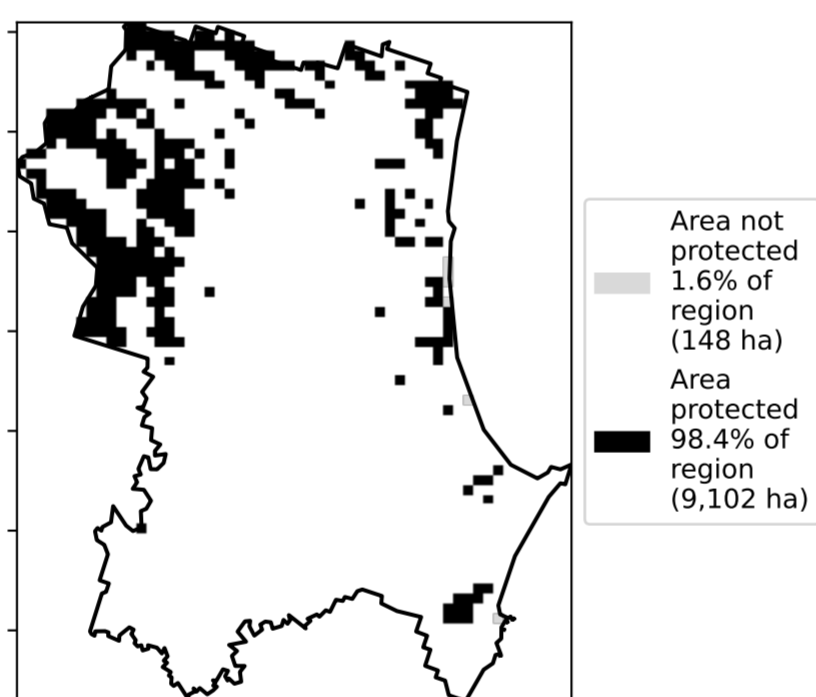 Area not
protected
1.6% of
region
(148 ha)
Area
protected
98.4% of
region
(9,102 ha)